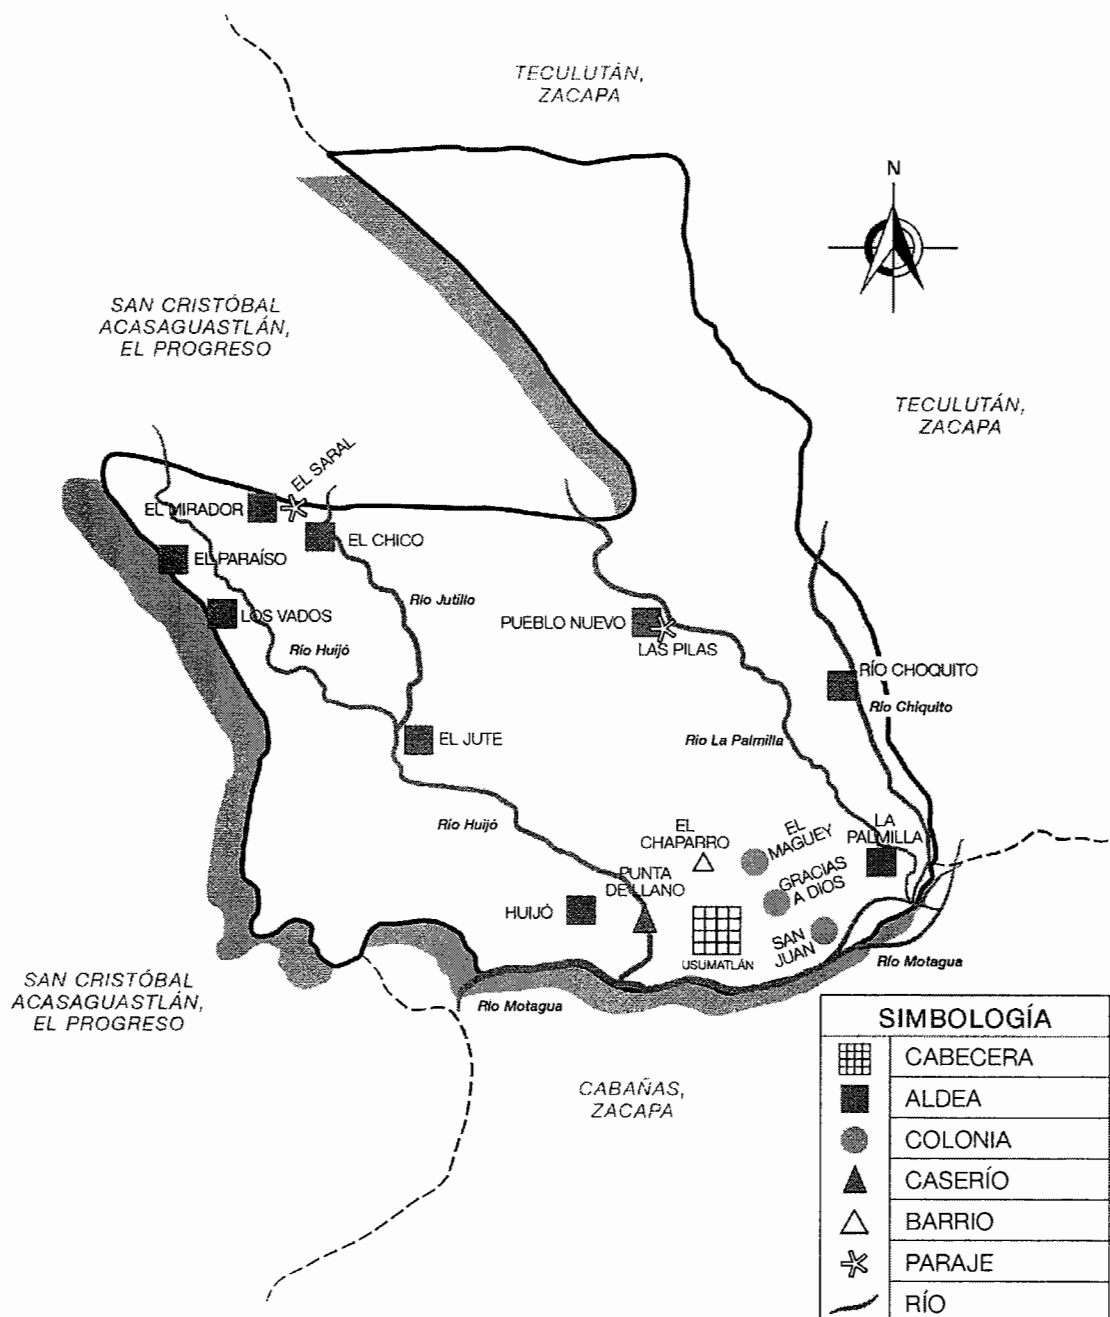 TECULUTÁN,
ZACAPA
N
SAN CRISTÓBAL
ACASAGUASTLÁN,
EL PROGRESO
TECULUTÁN,
ZACAPA
EL SARAL
EL MIRADOR
EL CHICO
EL PARAÍSO
Río Jutillo
LOS VADOS
PUEBLO NUEVO
LAS PILAS
Río Huijó
RÍO CHOQUITO
Río Chiquito
EL JUTE
Río La Palmilla
Río Huijó
EL
CHAPARRO
EL
MAGUEY
LA
PALMILLA
PUNTA
DE LLANO
GRACIAS
A DIOS
HUIJÓ
SAN
JUAN
USUMATLÁN
Río Motagua
SAN CRISTÓBAL
ACASAGUASTLÁN,
EL PROGRESO
Río Motagua
CABAÑAS,
ZACAPA
SIMBOLOGÍA
CABECERA
ALDEA
COLONIA
CASERÍO
BARRIO
PARAJE
RÍO